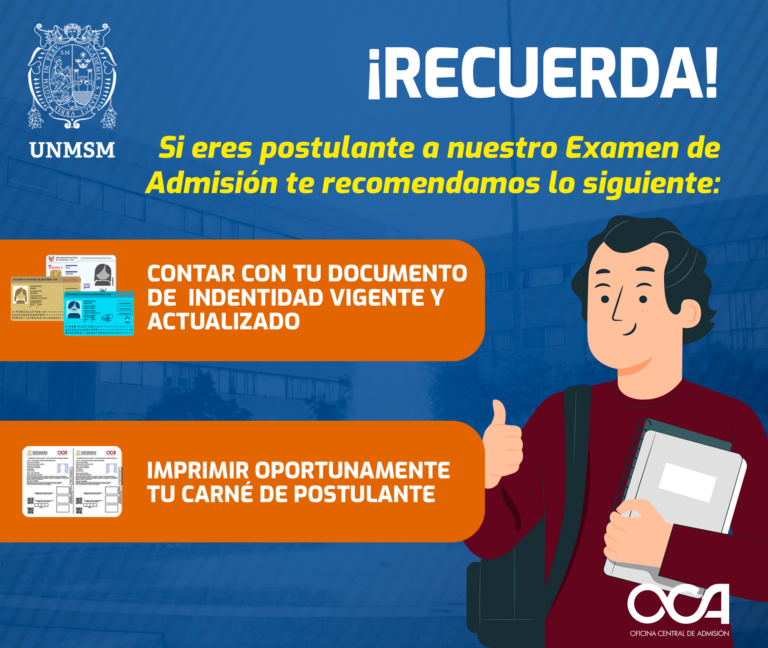 UNMSM
¡RECUERDA!
Si eres postulante a nuestro Examen de
Admisión te recomendamos lo siguiente:
CONTAR CON TU DOCUMENTO
DE INDENTIDAD VIGENTE Y
ACTUALIZADO
IMPRIMIR OPORTUNAMENTE
TU CARNÉ DE POSTULANTE
OCA
OFICINA CENTRAL DE ADMISIÓN